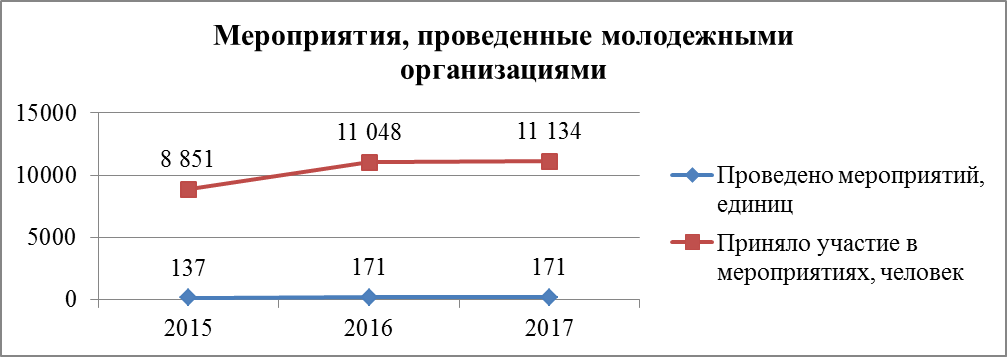 Мероприятия, проведенные молодежными
организациями
15000
10000
5000
0
8 851
11 048
11 134
137
171
171
2015
2016
2017
Проведено мероприятий,
единиц
Приняло участие в
мероприятиях, человек